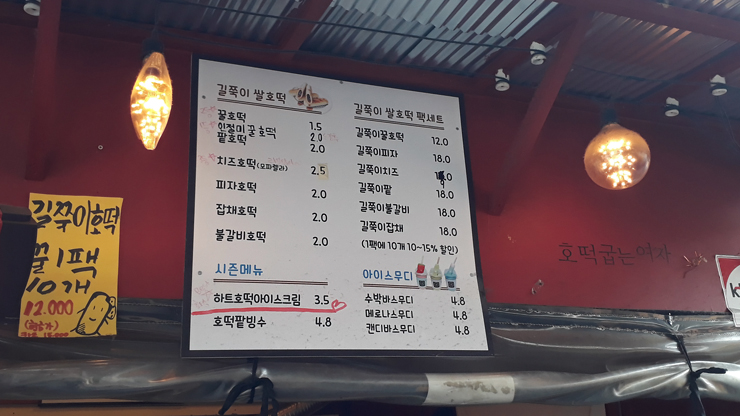 길쭉이 쌀호떡
꿀호떡 1.5
인절미 꿀호떡 2.0
팥호떡 2.0
치즈호떡(모짜렐라) 2.5
피자호떡 2.0
잡채호떡 2.0
불갈비호떡 2.0
시즌메뉴
하트호떡아이스크림 3.5
호떡팥빙수 4.8
길쭉이 쌀호떡 팩세트
길쭉이꿀호떡 12.0
길쭉이피자 18.0
길쭉이치즈
길쭉이팥 18.0
길쭉이불갈비 18.0
길쭉이잡채 18.0
(1팩에 10개 10~15% 할인)
아이스무디
수박바스무디 4.8
메로나스무디 4.8
캔디바스무디 4.8
길쭉이호떡
꿀1팩
10개
12.000
호떡굽는여자
k